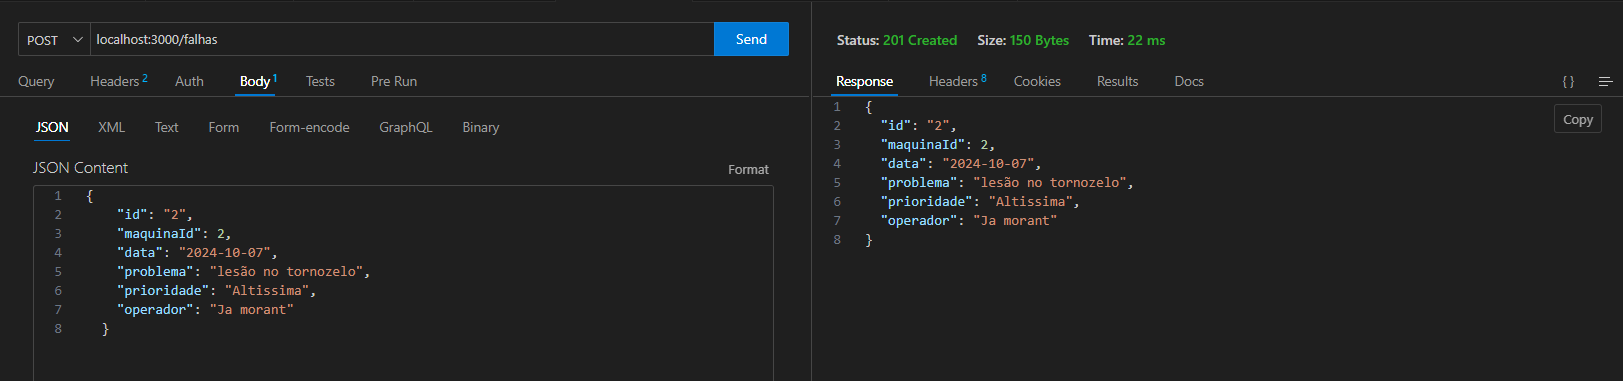 POST localhost:3000/falhas Send
Query Headers 2 Auth Body 1 Tests Pre Run
JSON XML Text Form Form-encode GraphQL Binary
JSON Content Format
1 {
2 "id": "2",
3 "maquinaId": 2,
4 "data": "2024-10-07",
5 "problema": "lesão no tornozelo",
6 "prioridade": "Altissima",
7 "operador": "Ja morant"
8 }
Status: 201 Created Size: 150 Bytes Time: 22 ms
Response Headers 8 Cookies Results Docs { }
Copy
1 {
2 "id": "2",
3 "maquinaId": 2,
4 "data": "2024-10-07",
5 "problema": "lesão no tornozelo",
6 "prioridade": "Altissima",
7 "operador": "Ja morant"
8 }